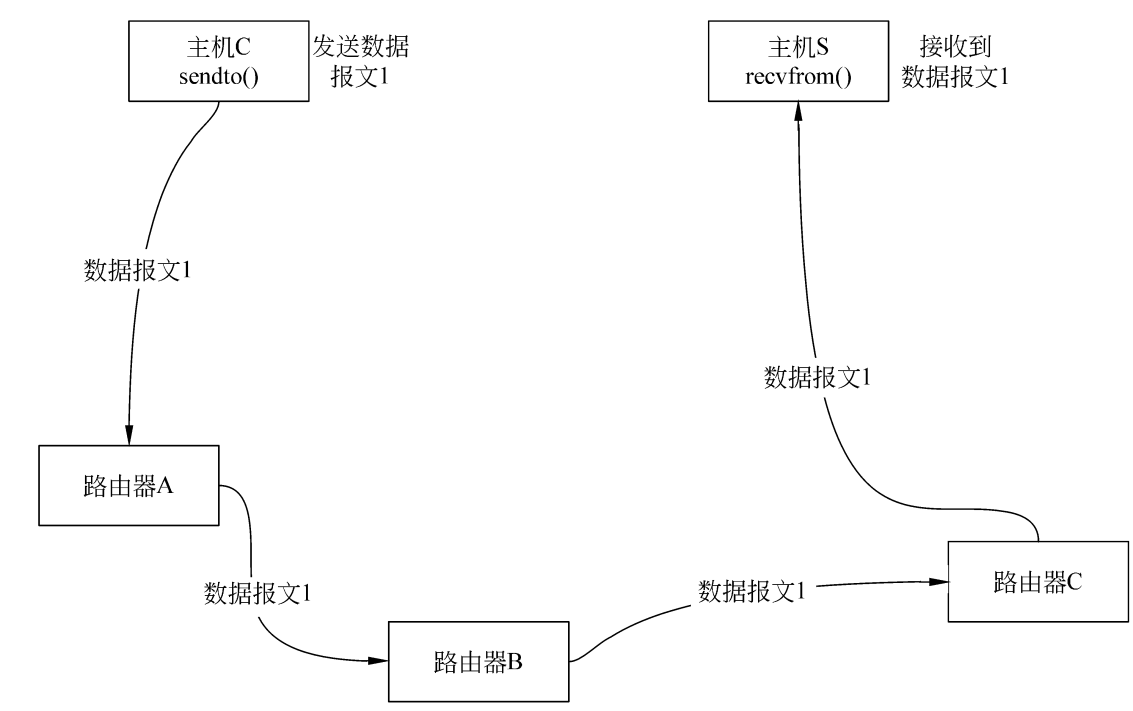 主机C
sendto()
发送数据
报文1
主机S
recvfrom()
接收到
数据报文1
数据报文1
数据报文1
路由器A
数据报文1
数据报文1
路由器C
路由器B